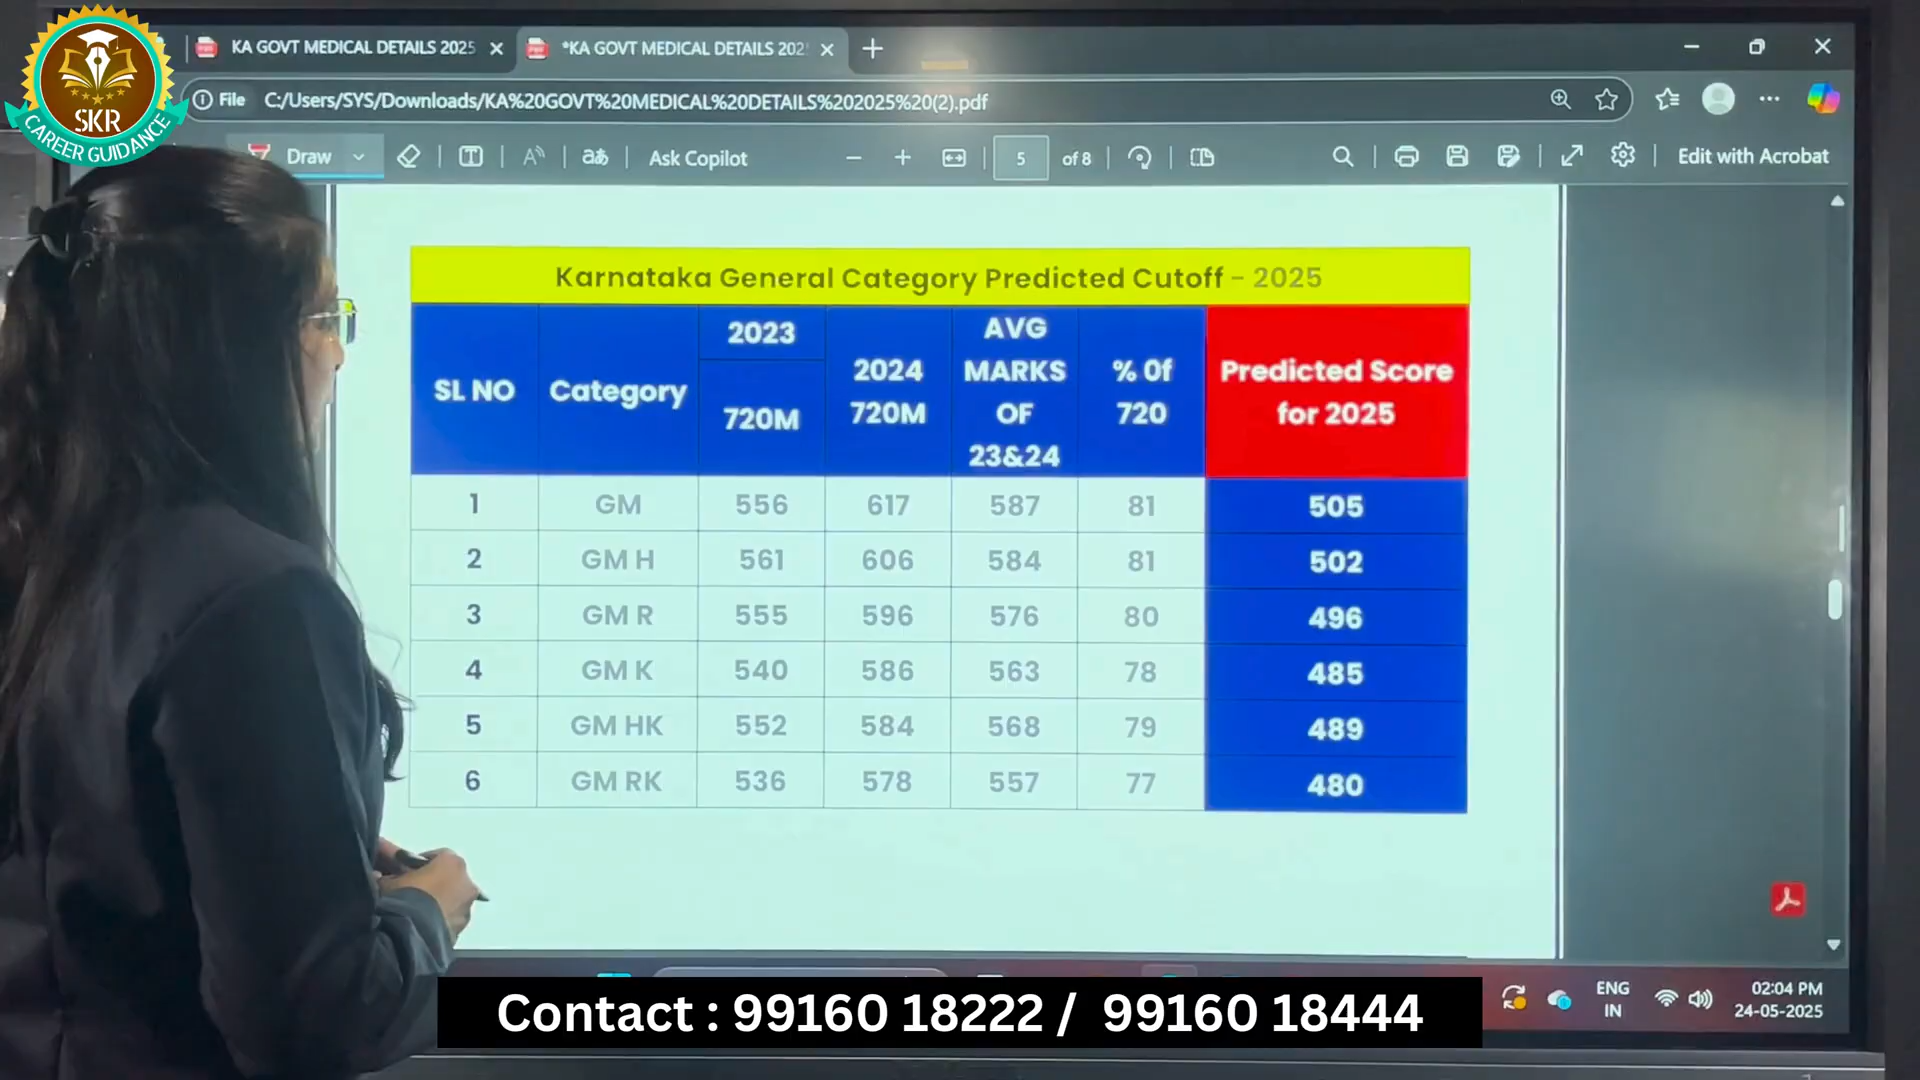 KA GOVT MEDICAL DETAILS 2025
*KA GOVT MEDICAL DETAILS 202
SKR
CAREER GUIDANCE
File C:/Users/SYS/Downloads/KA%20GOVT%20MEDICAL%20DETAILS%202025%20(2).pdf
Draw Ask Copilot 5 of 8 Edit with Acrobat
Karnataka General Category Predicted Cutoff - 2025
SL NO Category 2023 720M 2024 720M AVG MARKS OF 23&24 % Of 720 Predicted Score for 2025
1 GM 556 617 587 81 505
2 GM H 561 606 584 81 502
3 GM R 555 596 576 80 496
4 GM K 540 586 563 78 485
5 GM HK 552 584 568 79 489
6 GM RK 536 578 557 77 480
Contact : 99160 18222 / 99160 18444
ENG
IN
02:04 PM
24-05-2025